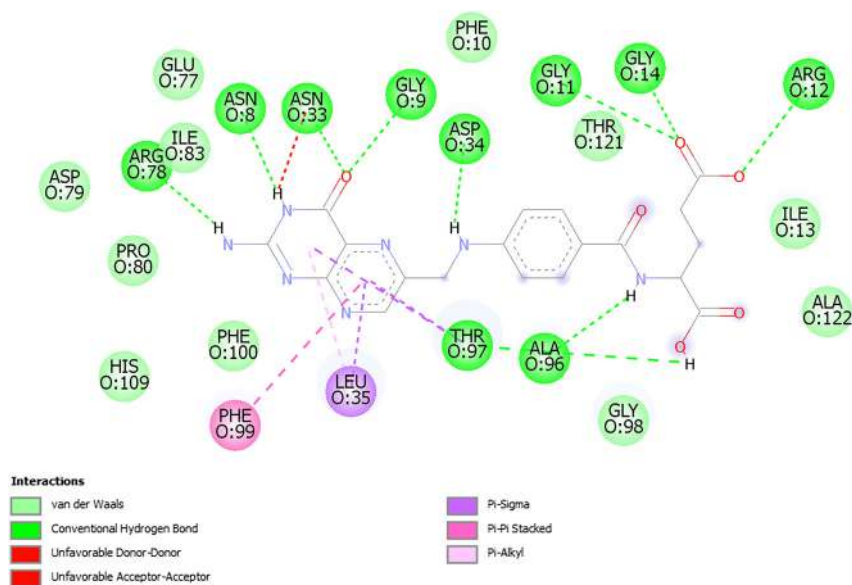 PHE
O:10
GLU
O:77
ASN
O:8
ASN
O:33
GLY
O:9
GLY
O:11
GLY
O:14
ARG
O:12
ASP
O:34
THR
O:121
ILE
O:83
ARG
O:78
ASP
O:79
H
H
O
H
O
O
O
ILE
O:13
N
NH
N
N
N
N
N
N
H
O
PRO
O:80
ALA
O:122
THR
O:97
ALA
O:96
O
H
PHE
O:100
HIS
O:109
LEU
O:35
PHE
O:99
GLY
O:98
Interactions
van der Waals
Conventional Hydrogen Bond
Unfavorable Donor-Donor
Unfavorable Acceptor-Acceptor
Pi-Sigma
Pi-Pi Stacked
Pi-Alkyl